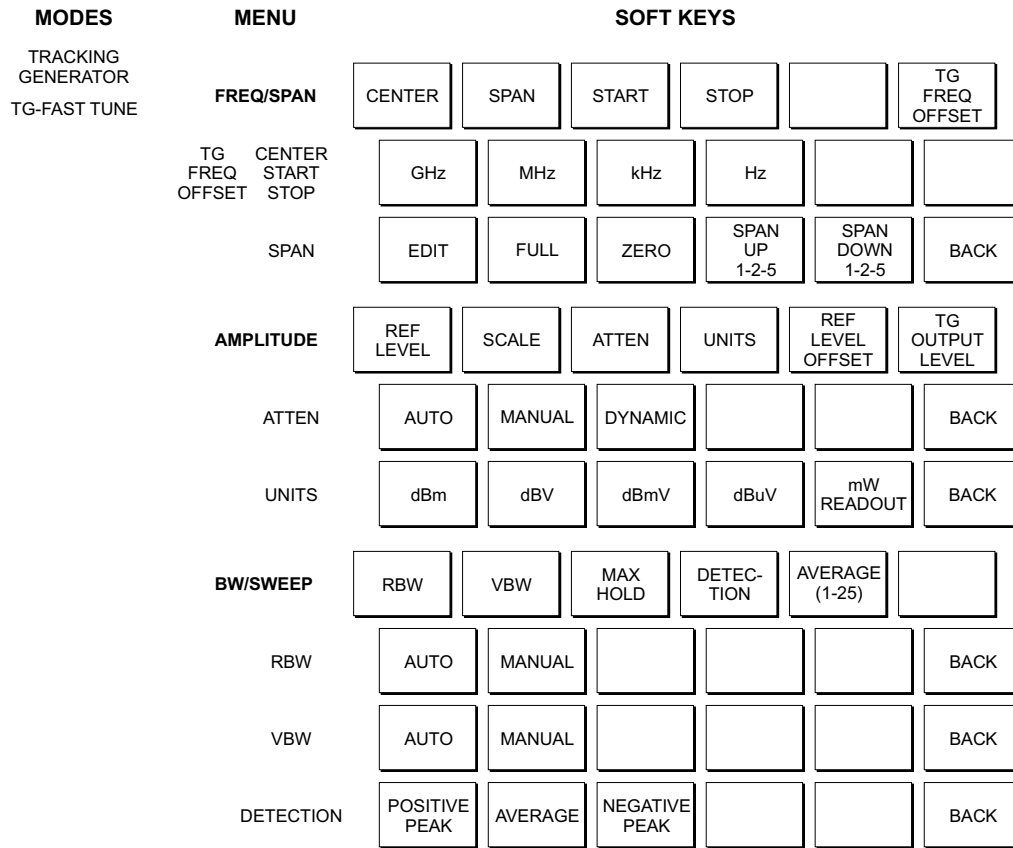 MODES MENU SOFT KEYS
TRACKING
GENERATOR
TG-FAST TUNE
FREQ/SPAN
CENTER
SPAN
START
STOP
TG
FREQ
OFFSET
TG CENTER
FREQ START
OFFSET STOP
GHz
MHz
kHz
Hz
SPAN
EDIT
FULL
ZERO
SPAN
UP
1-2-5
SPAN
DOWN
1-2-5
BACK
AMPLITUDE
REF
LEVEL
SCALE
ATTEN
UNITS
REF
LEVEL
OFFSET
TG
OUTPUT
LEVEL
ATTEN
AUTO
MANUAL
DYNAMIC
BACK
UNITS
dBm
dBV
dBmV
dBuV
mW
READOUT
BACK
BW/SWEEP
RBW
VBW
MAX
HOLD
DETEC-
TION
AVERAGE
(1-25)
RBW
AUTO
MANUAL
BACK
VBW
AUTO
MANUAL
BACK
DETECTION
POSITIVE
PEAK
AVERAGE
NEGATIVE
PEAK
BACK